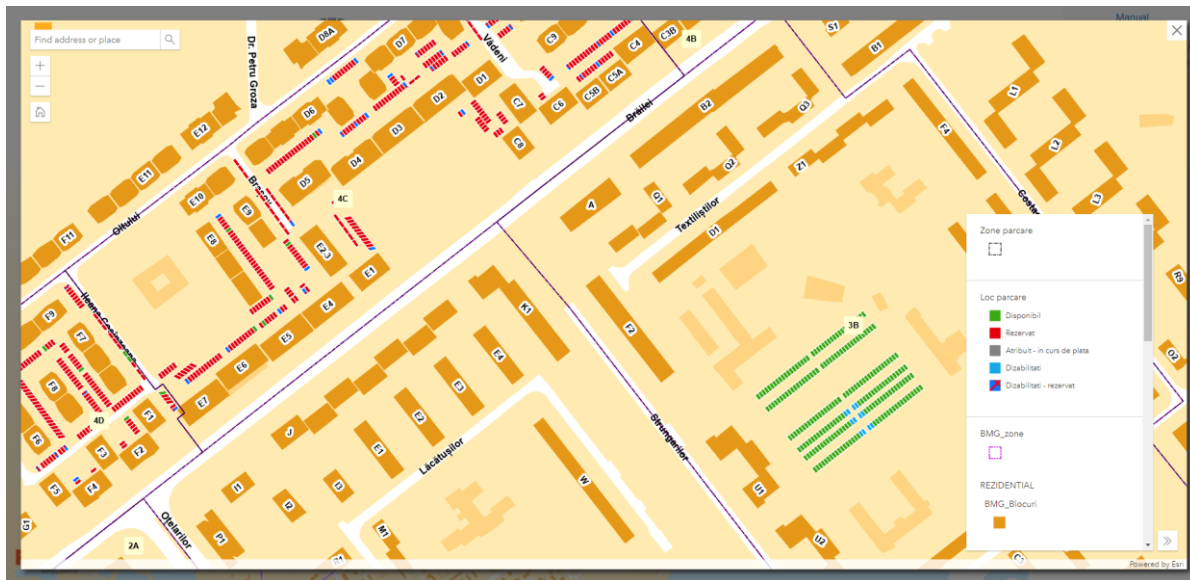 Manual
Find address or place
+
−
D8A
D7
Vădeni
C9
C4
C3B
4B
S1
B1
Dr. Petru Groza
D1
C5A
C5B
C6
C7
C8
D2
D3
D4
D5
D6
E12
E11
E10
E9
E8
4C
E2-3
E1
Brăilei
B2
Q3
Q2
Q1
A
Z1
F4
L1
L2
L3
Textiliștilor
D1
Oltului
F11
F9
F7
F8
F6
F5
F4
F3
F2
F1
4D
E7
E6
E5
E4
K1
F2
3B
R9
O2
J
E1
E2
E3
E4
Lăcătușilor
Strungarilor
I1
I2
I3
W
U1
U2
G1
2A
Oțelarilor
P1
M1
Zone parcare
Loc parcare
Disponibil
Rezervat
Atribuit - in curs de plata
Dizabilitati
Dizabilitati - rezervat
BMG_zone
REZIDENTIAL
BMG_Blocuri
Powered by Esri